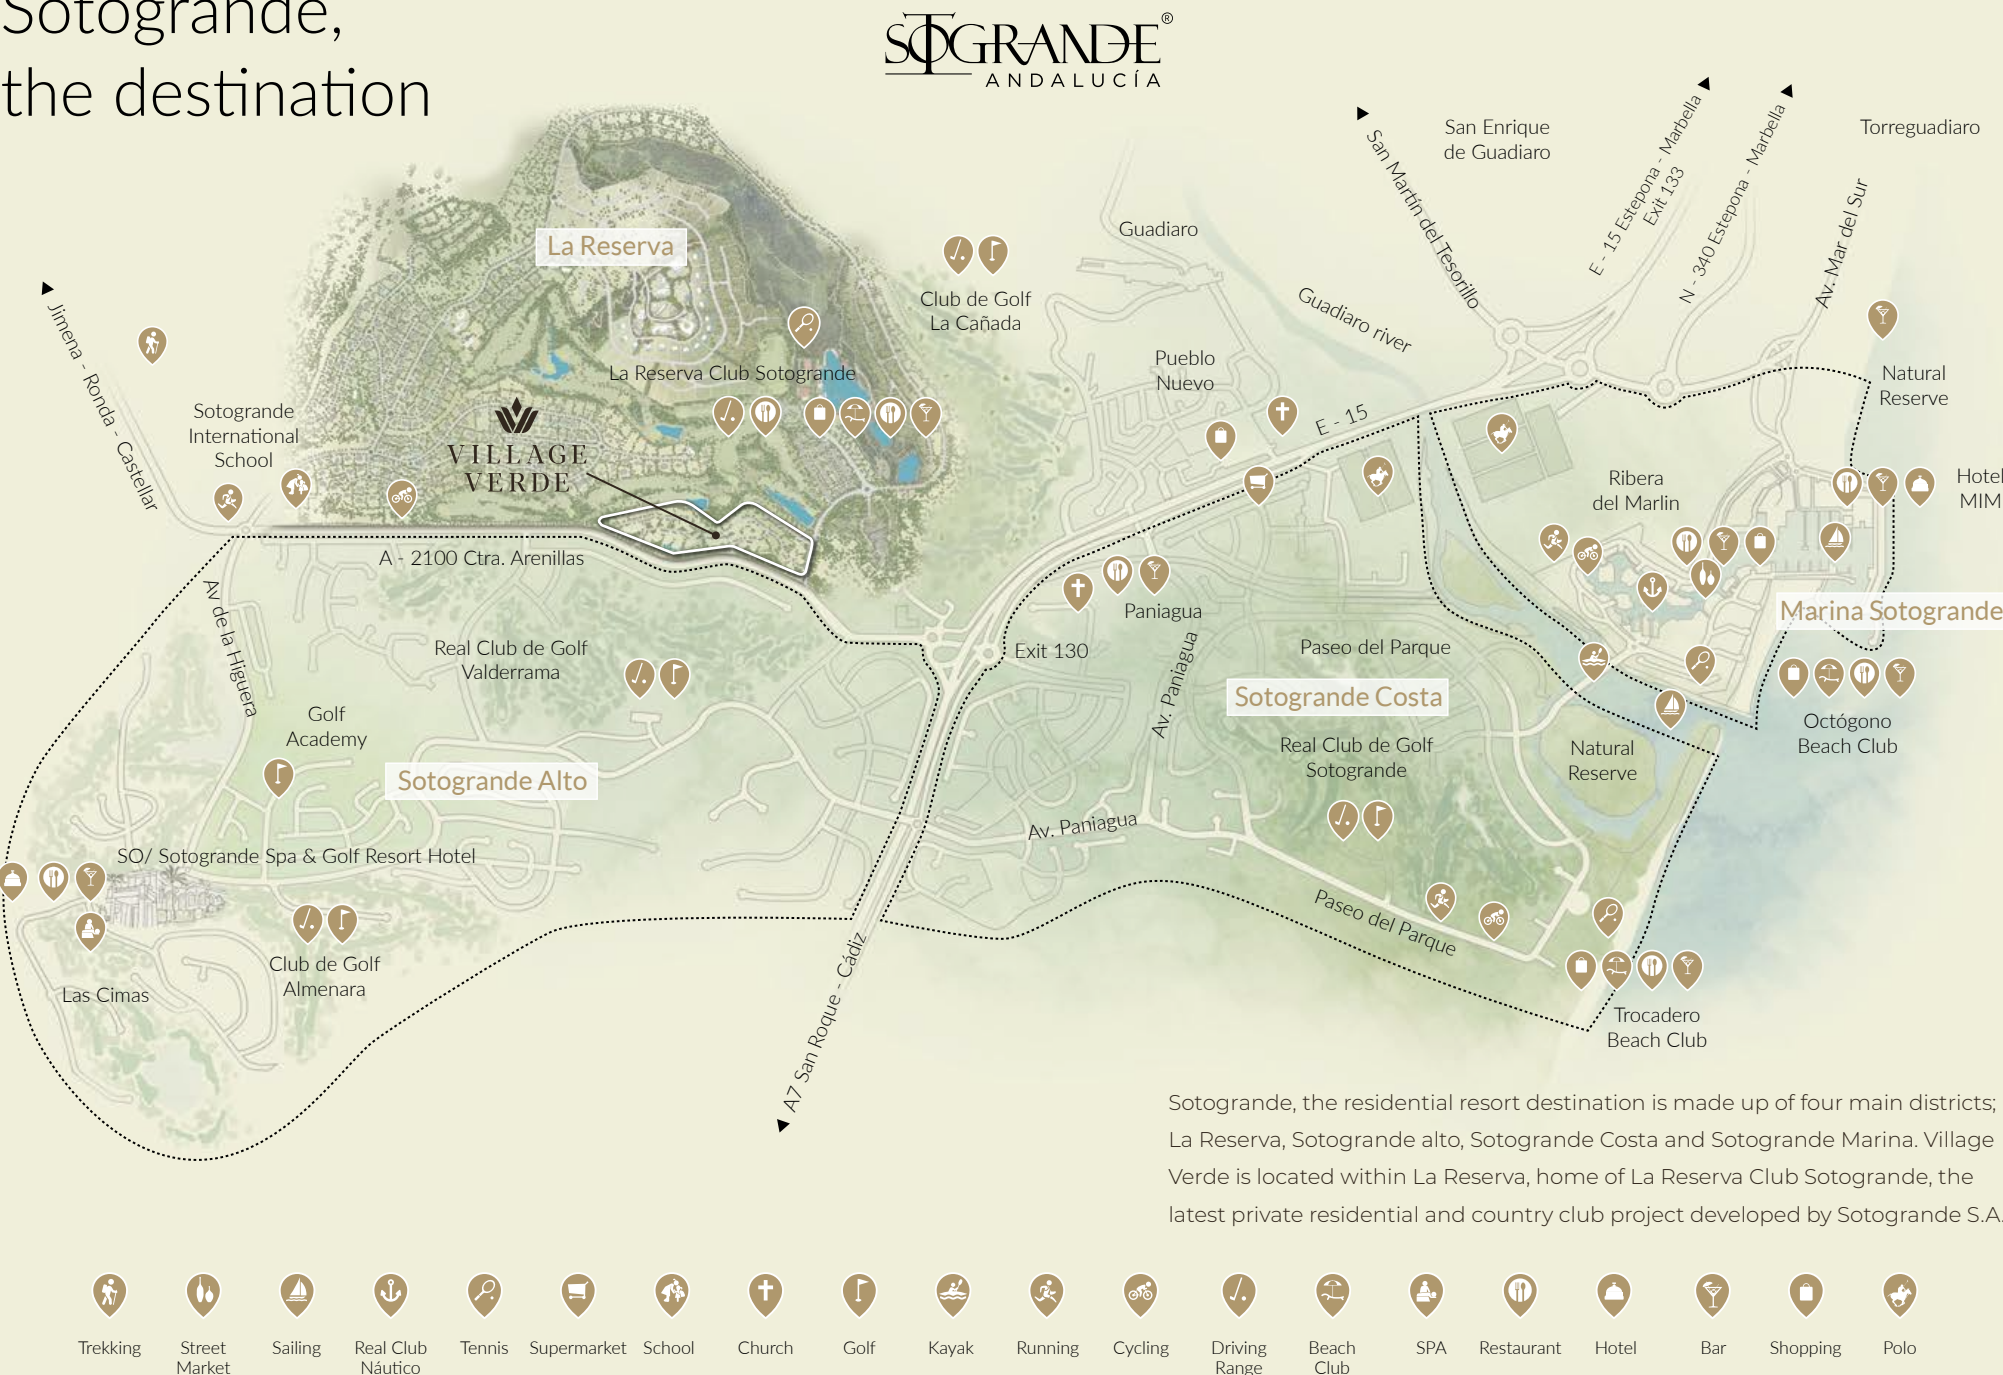 Sotogrande,
the destination
SOTOGRANDE®
ANDALUCÍA
San Enrique
de Guadiaro
Torreguadiaro
E - 15 Estepona - Marbella
Exit 133
N - 340 Estepona - Marbella
Av. Mar del Sur
San Martín del Tesorillo
Guadiaro
Guadiaro river
La Reserva
Club de Golf
La Cañada
Jimena - Ronda - Castellar
Pueblo
Nuevo
La Reserva Club Sotogrande
Natural
Reserve
Sotogrande
International
School
VILLAGE
VERDE
E - 15
Ribera
del Marlin
Hotel
MIM
A - 2100 Ctra. Arenillas
Av de la Higuera
Paniagua
Marina Sotogrande
Real Club de Golf
Valderrama
Exit 130
Av. Paniagua
Paseo del Parque
Sotogrande Costa
Golf
Academy
Octógono
Beach Club
Real Club de Golf
Sotogrande
Natural
Reserve
Sotogrande Alto
Av. Paniagua
SO/ Sotogrande Spa & Golf Resort Hotel
Paseo del Parque
Club de Golf
Almenara
Las Cimas
A7 San Roque - Cádiz
Trocadero
Beach Club
Sotogrande, the residential resort destination is made up of four main districts;
La Reserva, Sotogrande alto, Sotogrande Costa and Sotogrande Marina. Village
Verde is located within La Reserva, home of La Reserva Club Sotogrande, the
latest private residential and country club project developed by Sotogrande S.A.
Trekking
Street
Market
Sailing
Real Club
Náutico
Tennis
Supermarket
School
Church
Golf
Kayak
Running
Cycling
Driving
Range
Beach
Club
SPA
Restaurant
Hotel
Bar
Shopping
Polo